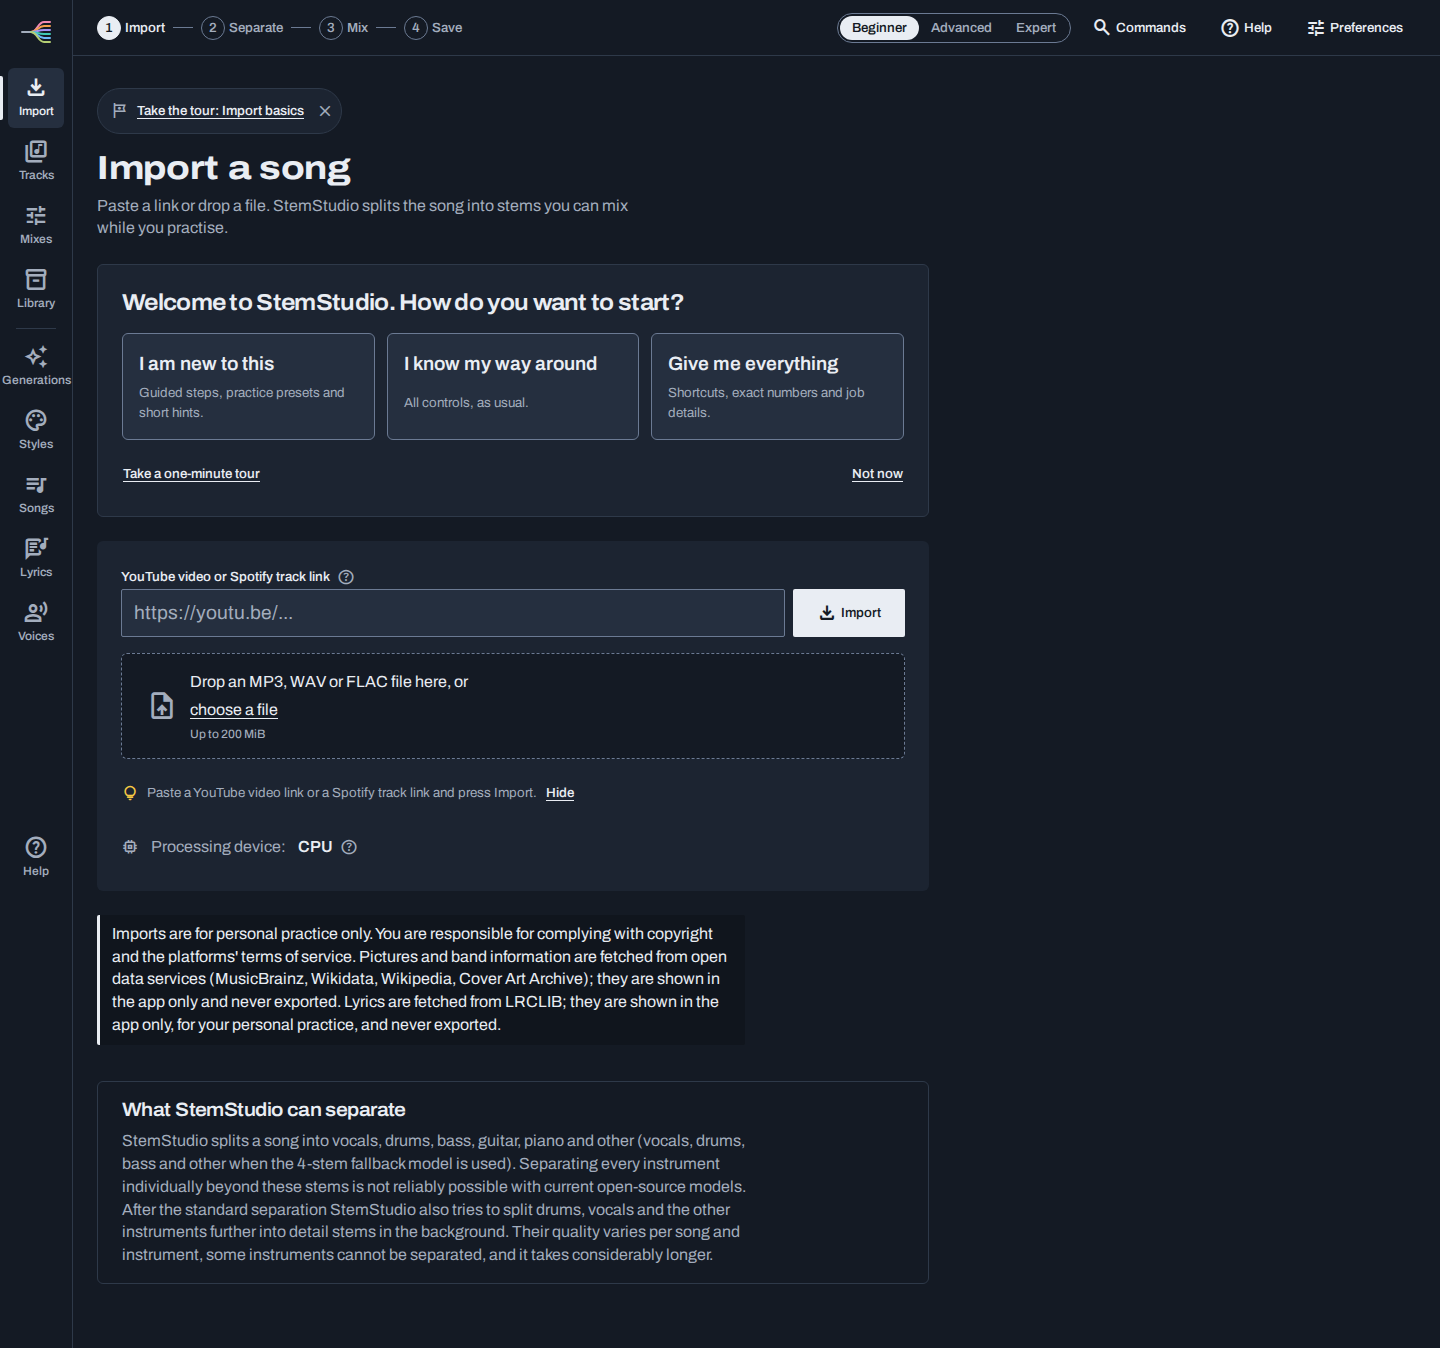 1 Import
2 Separate
3 Mix
4 Save
Beginner
Advanced
Expert
Commands
Help
Preferences
Import
Tracks
Mixes
Library
Generations
Styles
Songs
Lyrics
Voices
Help
Take the tour: Import basics
Import a song
Paste a link or drop a file. StemStudio splits the song into stems you can mix
while you practise.
Welcome to StemStudio. How do you want to start?
I am new to this
Guided steps, practice presets and
short hints.
I know my way around
All controls, as usual.
Give me everything
Shortcuts, exact numbers and job
details.
Take a one-minute tour
Not now
YouTube video or Spotify track link
https://youtu.be/...
Import
Drop an MP3, WAV or FLAC file here, or
choose a file
Up to 200 MiB
Paste a YouTube video link or a Spotify track link and press Import. Hide
Processing device: CPU
Imports are for personal practice only. You are responsible for complying with copyright
and the platforms' terms of service. Pictures and band information are fetched from open
data services (MusicBrainz, Wikidata, Wikipedia, Cover Art Archive); they are shown in
the app only and never exported. Lyrics are fetched from LRCLIB; they are shown in the
app only, for your personal practice, and never exported.
What StemStudio can separate
StemStudio splits a song into vocals, drums, bass, guitar, piano and other (vocals, drums,
bass and other when the 4-stem fallback model is used). Separating every instrument
individually beyond these stems is not reliably possible with current open-source models.
After the standard separation StemStudio also tries to split drums, vocals and the other
instruments further into detail stems in the background. Their quality varies per song and
instrument, some instruments cannot be separated, and it takes considerably longer.